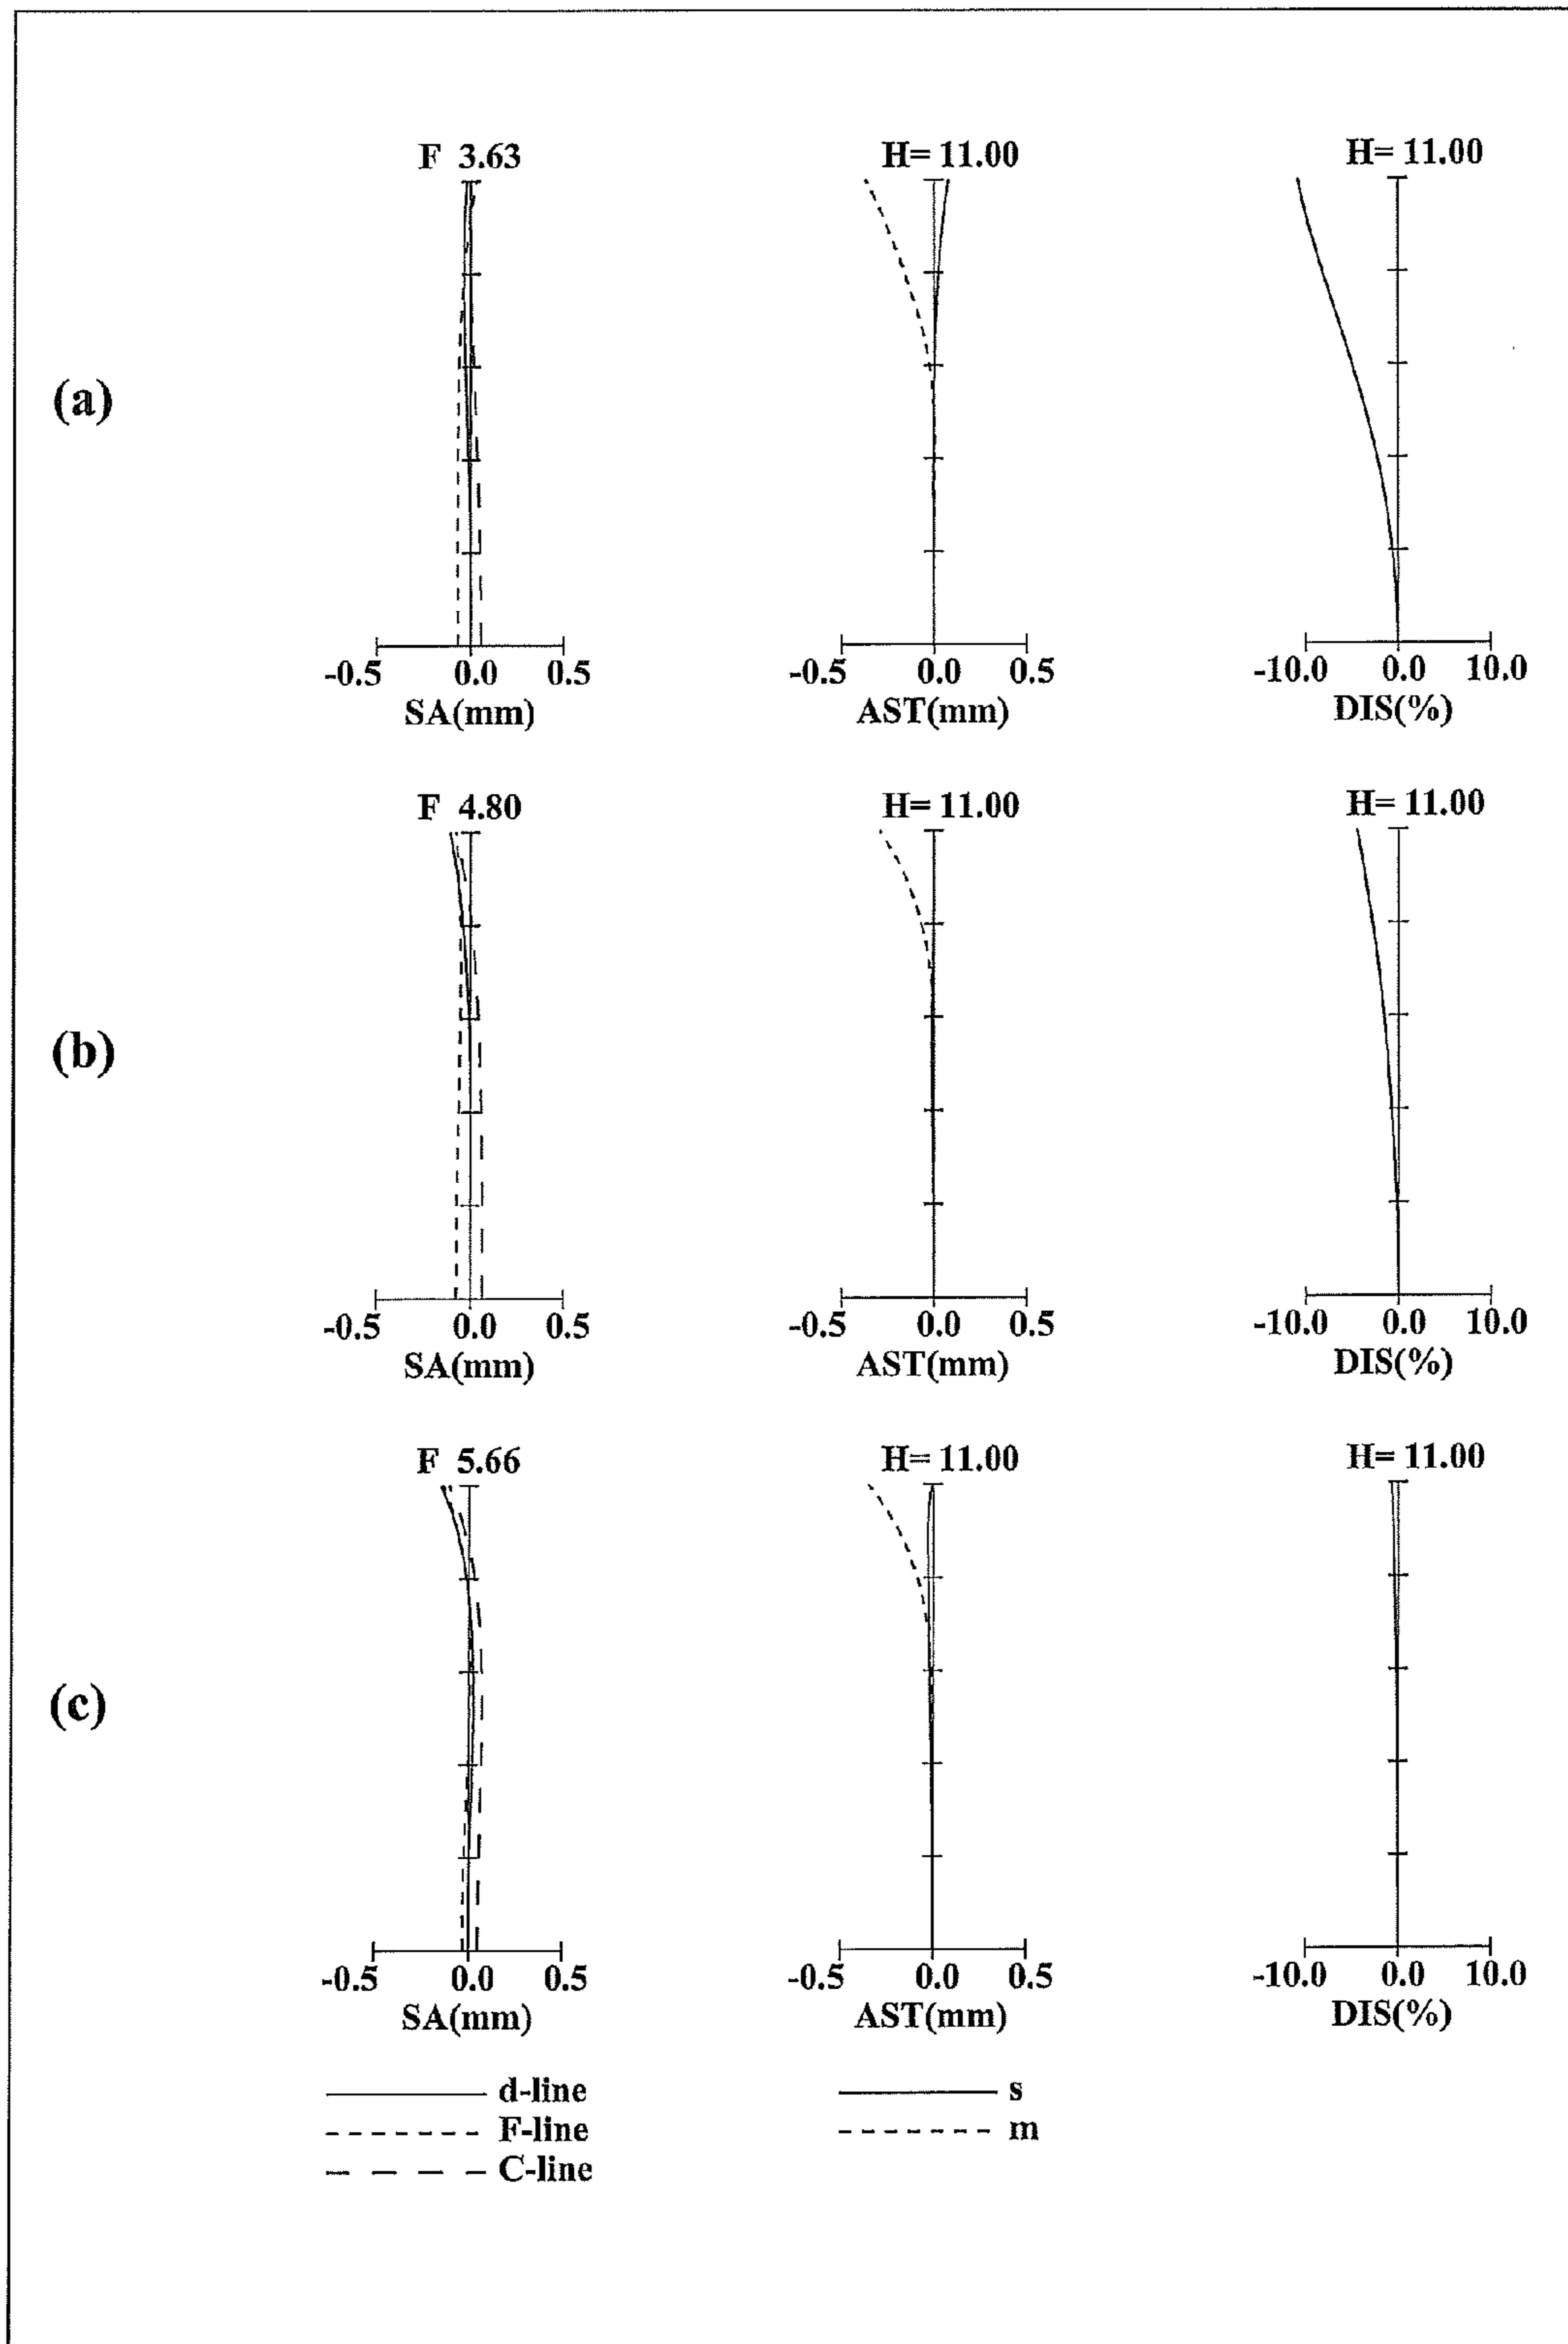 F 3.63 H= 11.00 H= 11.00
(a)
-0.5 0.0 0.5 -0.5 0.0 0.5 -10.0 0.0 10.0
SA(mm) AST(mm) DIS(%)
F 4.80 H= 11.00 H= 11.00
(b)
-0.5 0.0 0.5 -0.5 0.0 0.5 -10.0 0.0 10.0
SA(mm) AST(mm) DIS(%)
F 5.66 H= 11.00 H= 11.00
(c)
-0.5 0.0 0.5 -0.5 0.0 0.5 -10.0 0.0 10.0
SA(mm) AST(mm) DIS(%)
d-line s
F-line m
C-line